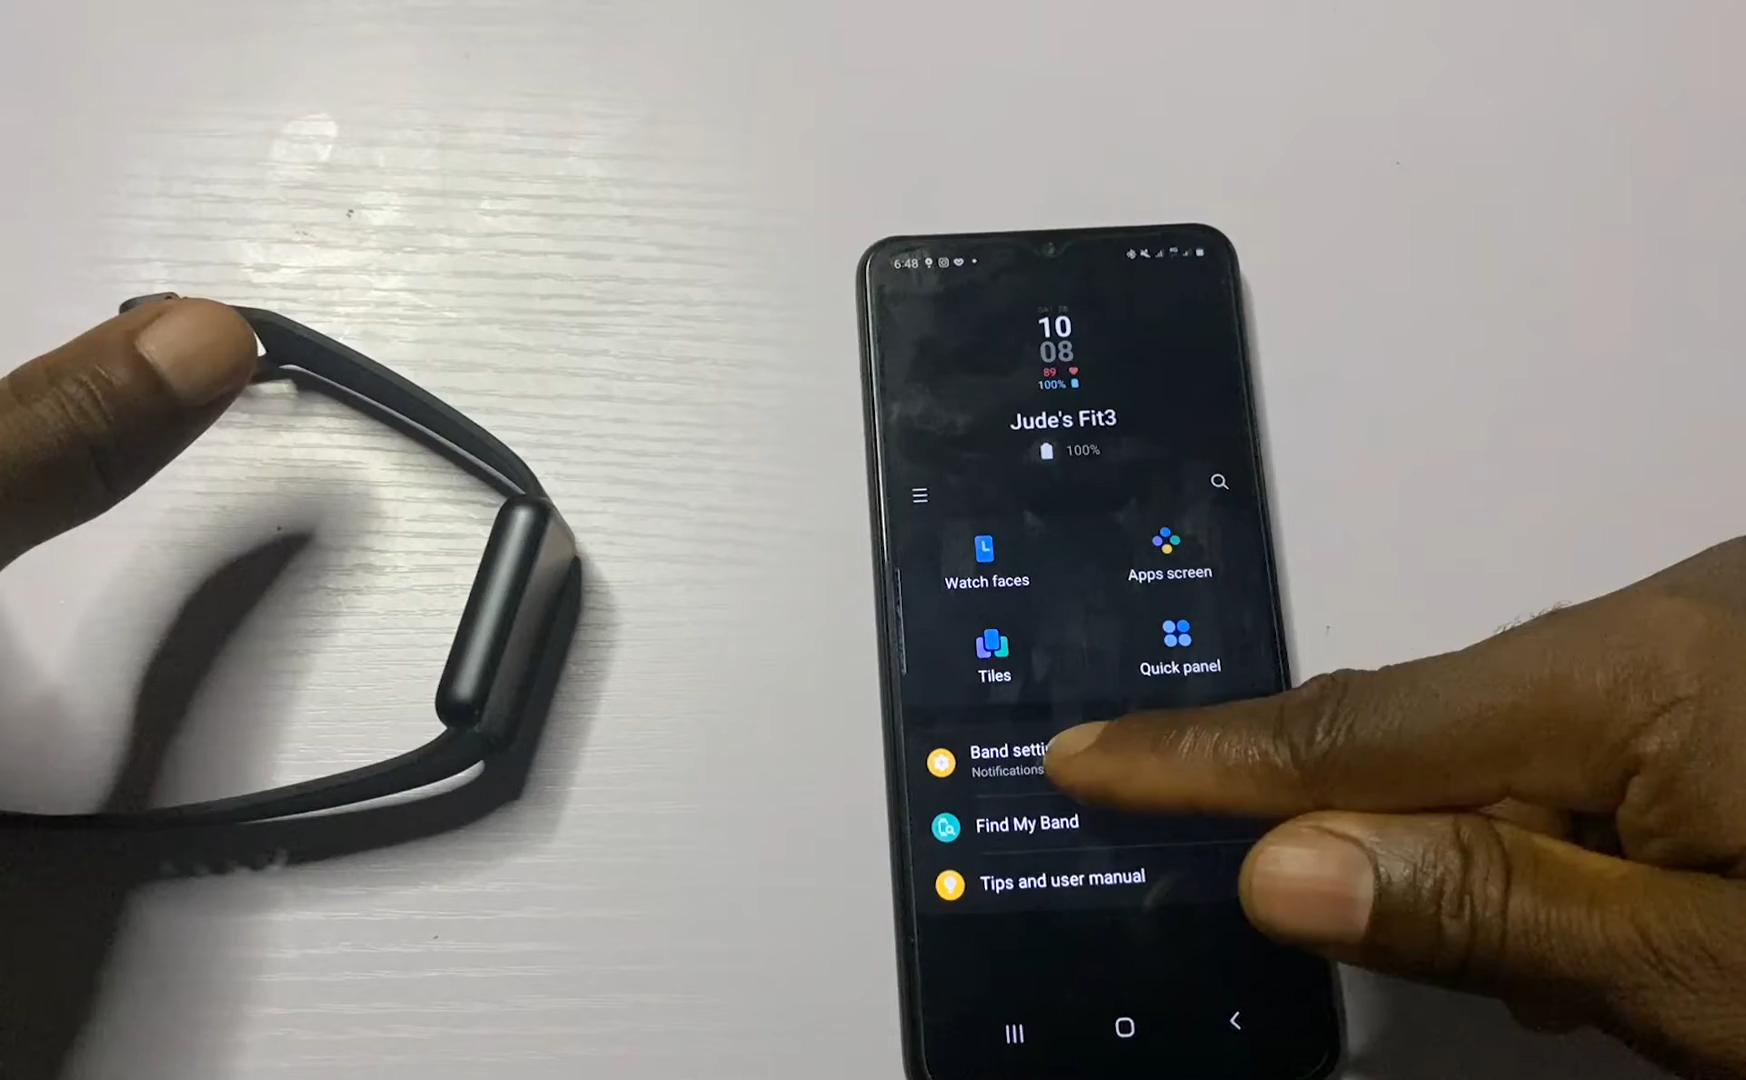 6:48
10
08
89
100%
Jude's Fit3
100%
Watch faces
Apps screen
Tiles
Quick panel
Band
Notifications
Find My Band
Tips and user manual